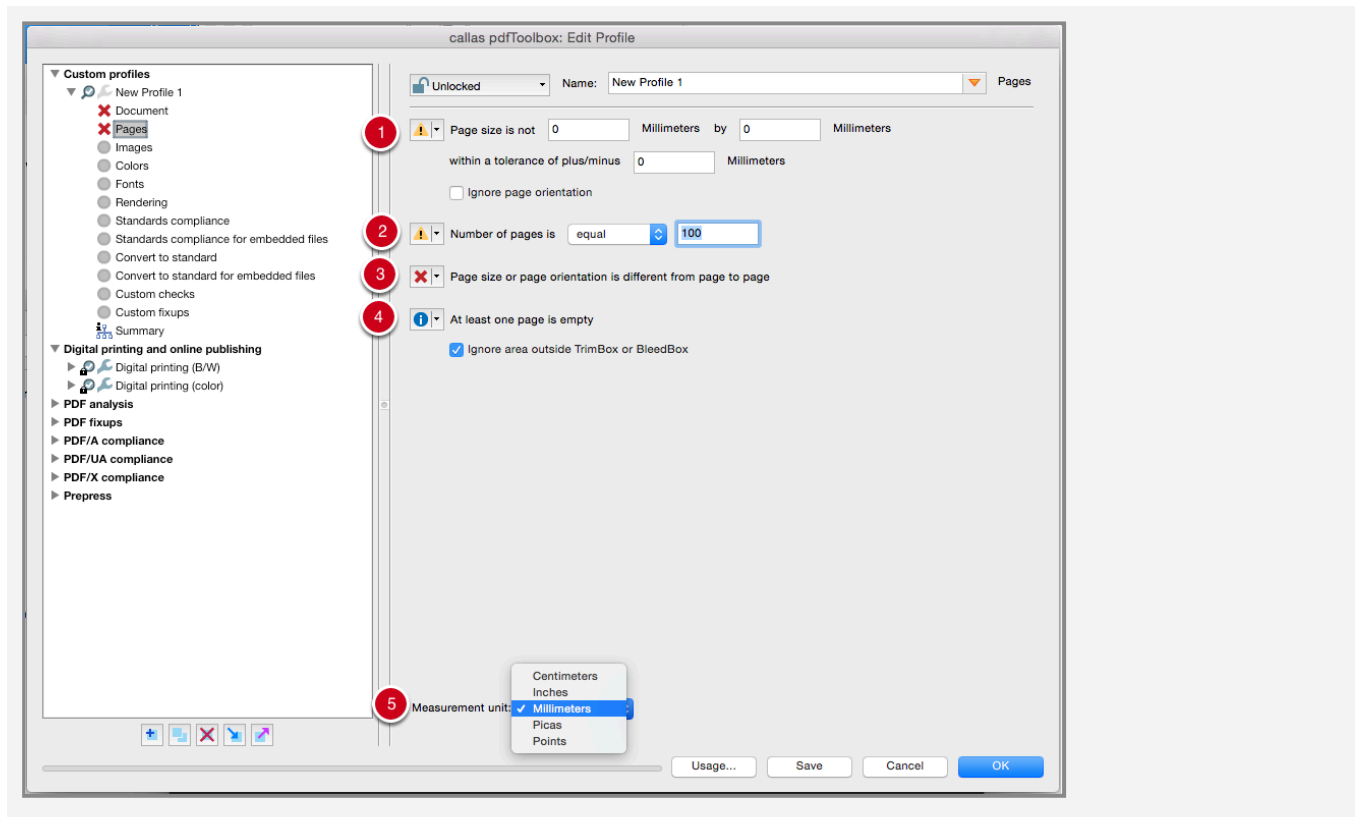 callas pdfToolbox: Edit Profile
Custom profiles
New Profile 1
Document
Pages
Images
Colors
Fonts
Rendering
Standards compliance
Standards compliance for embedded files
Convert to standard
Convert to standard for embedded files
Custom checks
Custom fixups
Summary
Digital printing and online publishing
Digital printing (B/W)
Digital printing (color)
PDF analysis
PDF fixups
PDF/A compliance
PDF/UA compliance
PDF/X compliance
Prepress
Unlocked Name: New Profile 1 Pages
1 Page size is not 0 Millimeters by 0 Millimeters
within a tolerance of plus/minus 0 Millimeters
Ignore page orientation
2 Number of pages is equal 100
3 Page size or page orientation is different from page to page
4 At least one page is empty
Ignore area outside TrimBox or BleedBox
Centimeters
Inches
5 Measurement unit: Millimeters
Picas
Points
Usage... Save Cancel OK